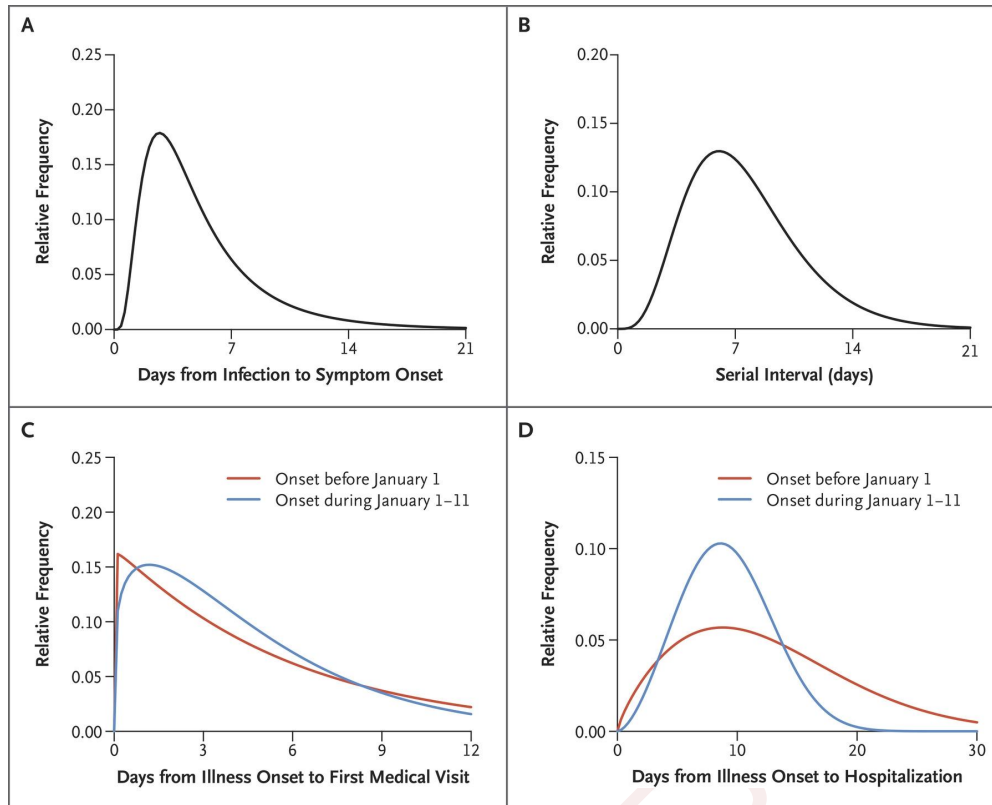 A
0.25
0.20
0.15
0.10
0.05
0.00
Relative Frequency
0 7 14 21
Days from Infection to Symptom Onset
B
0.20
0.15
0.10
0.05
0.00
Relative Frequency
0 7 14 21
Serial Interval (days)
C
Onset before January 1
Onset during January 1–11
0.25
0.20
0.15
0.10
0.05
0.00
Relative Frequency
0 3 6 9 12
Days from Illness Onset to First Medical Visit
D
Onset before January 1
Onset during January 1–11
0.15
0.10
0.05
0.00
Relative Frequency
0 10 20 30
Days from Illness Onset to Hospitalization